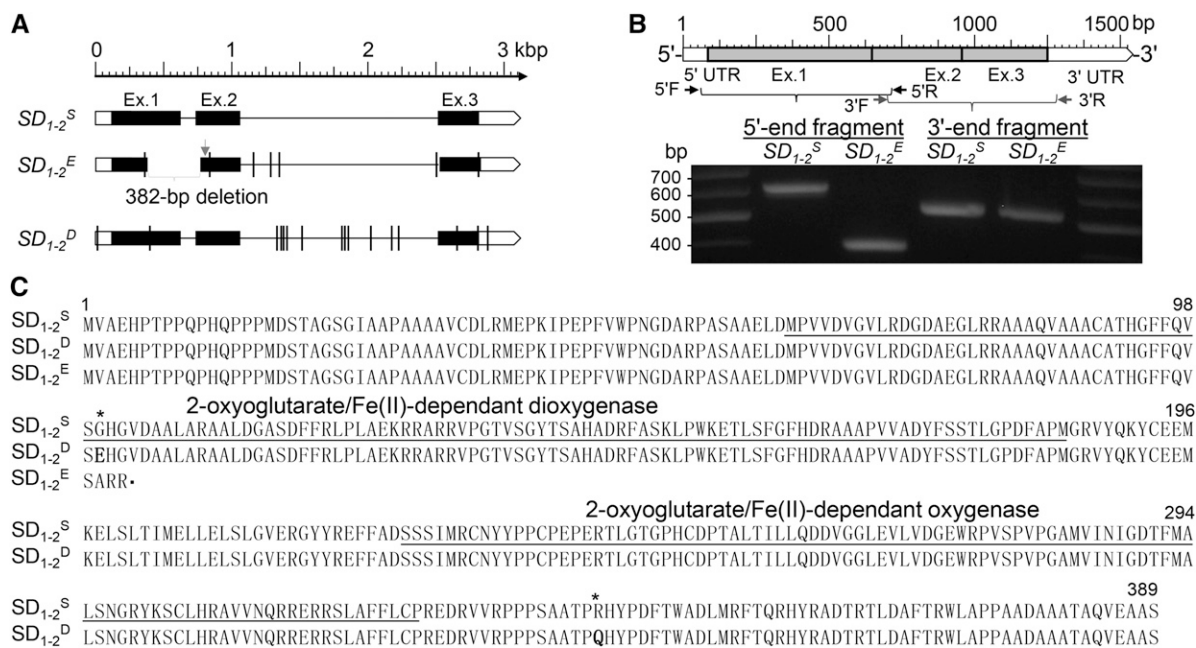 A
0 1 2 3 kbp
Ex.1 Ex.2 Ex.3
SD1-2S
SD1-2E
382-bp deletion
SD1-2D
B
1 500 1000 1500 bp
5'- -3'
5' UTR Ex.1 Ex.2 Ex.3 3' UTR
5'F 5'R
3'F 3'R
5'-end fragment 3'-end fragment
bp SD1-2S SD1-2E SD1-2S SD1-2E
700
600
500
400
C
1 98
SD1-2S MVAEHPTPPQPHQPPPMDSTAGSGIAAPAAAAVCDLRMEPKIPEPFVWPNGDARPASAAELDMPVVDVGVLRDGDAEGLRRAAAQVAAACATHGFFQV
SD1-2D MVAEHPTPPQPHQPPPMDSTAGSGIAAPAAAAVCDLRMEPKIPEPFVWPNGDARPASAAELDMPVVDVGVLRDGDAEGLRRAAAQVAAACATHGFFQV
SD1-2E MVAEHPTPPQPHQPPPMDSTAGSGIAAPAAAAVCDLRMEPKIPEPFVWPNGDARPASAAELDMPVVDVGVLRDGDAEGLRRAAAQVAAACATHGFFQV
* 2-oxyoglutarate/Fe(II)-dependant dioxygenase 196
SD1-2S SGHGVDAALARAALDGASDFFRLPLAEKRRARRVPGTVSGYTSAHADRFASKLPWKETLSFGFHDRAAAPVVADYFSSTLGPDFAPMGRVYQKYCEEM
SD1-2D SEHGVDAALARAALDGASDFFRLPLAEKRRARRVPGTVSGYTSAHADRFASKLPWKETLSFGFHDRAAAPVVADYFSSTLGPDFAPMGRVYQKYCEEM
SD1-2E SARR.
2-oxyoglutarate/Fe(II)-dependant oxygenase 294
SD1-2S KELSLTIMELLELSLGVERGYYREFFADSSSIMRCNYYPPCPEPERTLGTGPHCDPTALTILLQDDVGGLEVLVDGEWRPVSPVPGAMVINIGDTFMA
SD1-2D KELSLTIMELLELSLGVERGYYREFFADSSSIMRCNYYPPCPEPERTLGTGPHCDPTALTILLQDDVGGLEVLVDGEWRPVSPVPGAMVINIGDTFMA
* 389
SD1-2S LSNGRYKSCLHRAVVNQRRERRSLAFFLCPREDRVVRPPPSAATPRHYPDFTWADLMRFTQRHYRADTRTLDAFTRWLAPPAADAAATAQVEAAS
SD1-2D LSNGRYKSCLHRAVVNQRRERRSLAFFLCPREDRVVRPPPSAATPQHYPDFTWADLMRFTQRHYRADTRTLDAFTRWLAPPAADAAATAQVEAAS